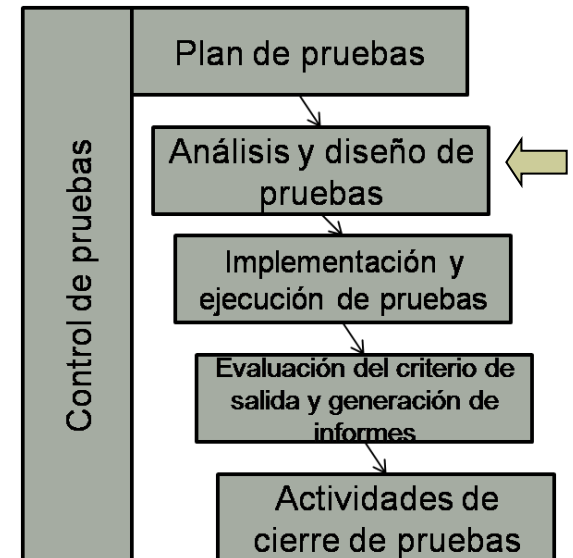 Control de pruebas
Plan de pruebas
Análisis y diseño de
pruebas
Implementación y
ejecución de pruebas
Evaluación del criterio de
salida y generación de
informes
Actividades de
cierre de pruebas